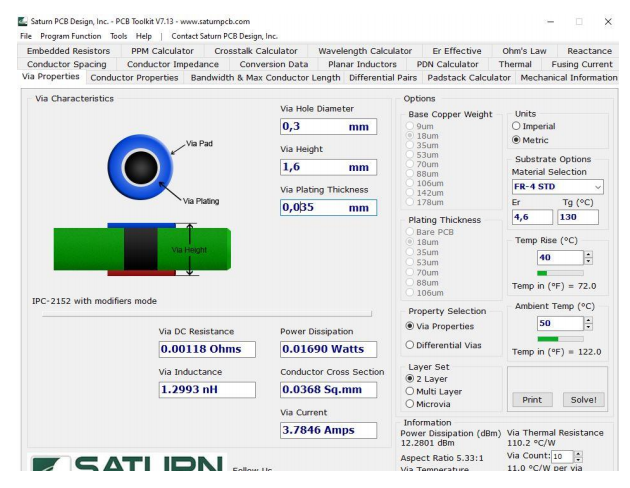 Saturn PCB Design, Inc. - PCB Toolkit V7.13 - www.saturnpcb.com
File Program Function Tools Help | Contact Saturn PCB Design, Inc.
Embedded Resistors PPM Calculator Crosstalk Calculator Wavelength Calculator Er Effective Ohm's Law Reactance
Conductor Spacing Conductor Impedance Conversion Data Planar Inductors PDN Calculator Thermal Fusing Current
Via Properties Conductor Properties Bandwidth & Max Conductor Length Differential Pairs Padstack Calculator Mechanical Information
Via Characteristics
Via Pad
Via Plating
Via Height
IPC-2152 with modifiers mode
Via Hole Diameter
0,3 mm
Via Height
1,6 mm
Via Plating Thickness
0,035 mm
Via DC Resistance
0.00118 Ohms
Power Dissipation
0.01690 Watts
Via Inductance
1.2993 nH
Conductor Cross Section
0.0368 Sq.mm
Via Current
3.7846 Amps
Options
Base Copper Weight
9um
18um
35um
53um
70um
88um
106um
142um
178um
Plating Thickness
Bare PCB
18um
35um
53um
70um
88um
106um
Property Selection
Via Properties
Differential Vias
Layer Set
2 Layer
Multi Layer
Microvia
Units
Imperial
Metric
Substrate Options
Material Selection
FR-4 STD
Er Tg (°C)
4,6 130
Temp Rise (°C)
40
Temp in (°F) = 72.0
Ambient Temp (°C)
50
Temp in (°F) = 122.0
Print Solve!
Information
Power Dissipation (dBm)
12.2801 dBm
Aspect Ratio 5.33:1
Via Temperature
Via Thermal Resistance
110.2 °C/W
Via Count: 10
11.0 °C/W per via
SATURN
Follow Us